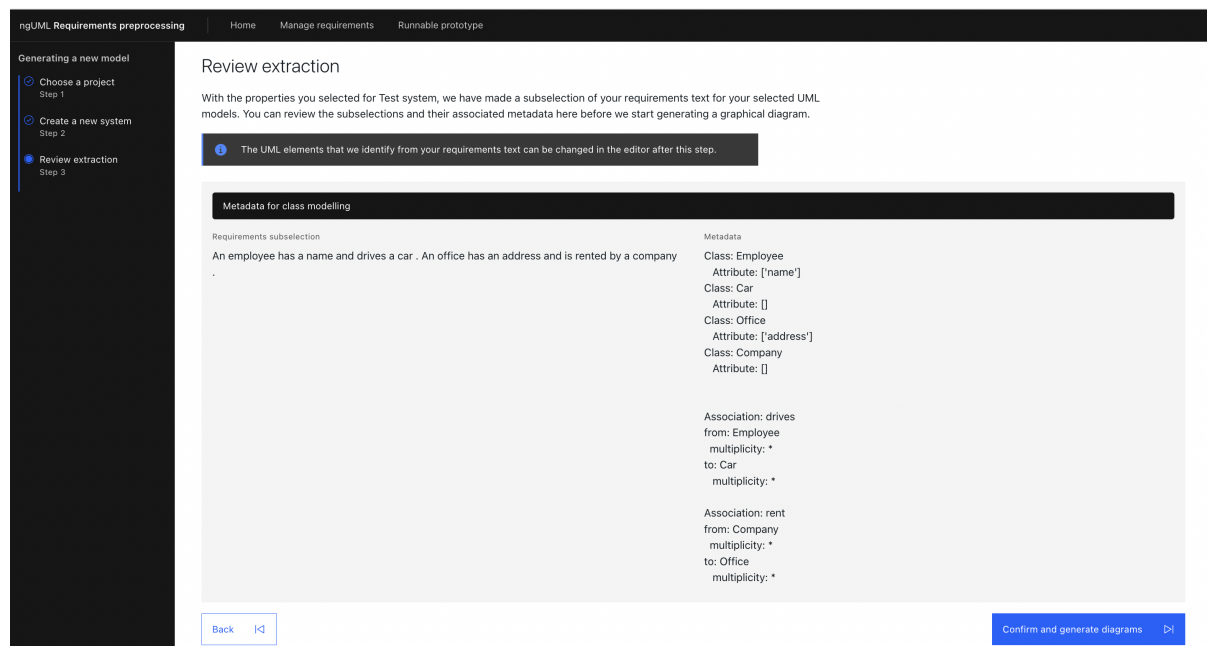 ngUML Requirements preprocessing
Home Manage requirements Runnable prototype
Generating a new model
Choose a project
Step 1
Create a new system
Step 2
Review extraction
Step 3
Review extraction
With the properties you selected for Test system, we have made a subselection of your requirements text for your selected UML
models. You can review the subselections and their associated metadata here before we start generating a graphical diagram.
The UML elements that we identify from your requirements text can be changed in the editor after this step.
Metadata for class modelling
Requirements subselection
An employee has a name and drives a car . An office has an address and is rented by a company
.
Metadata
Class: Employee
Attribute: ['name']
Class: Car
Attribute: []
Class: Office
Attribute: ['address']
Class: Company
Attribute: []
Association: drives
from: Employee
multiplicity: *
to: Car
multiplicity: *
Association: rent
from: Company
multiplicity: *
to: Office
multiplicity: *
Back
Confirm and generate diagrams